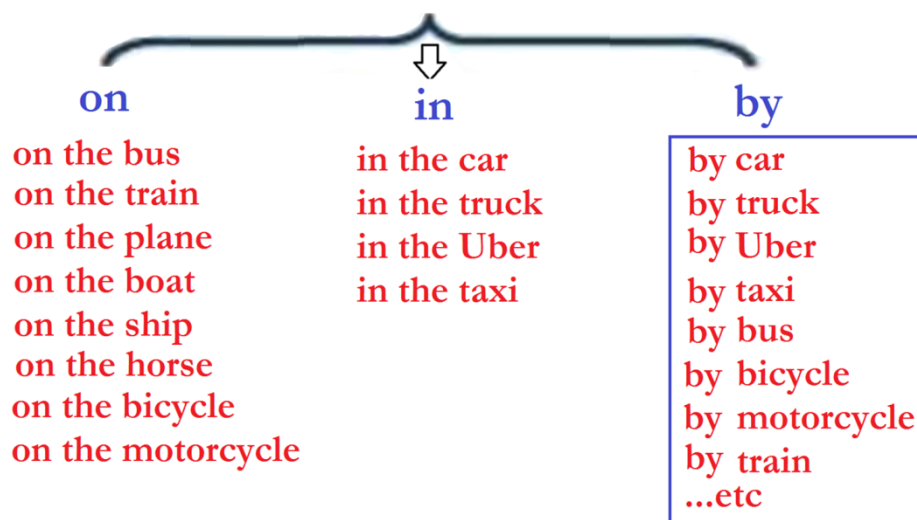 on
on the bus
on the train
on the plane
on the boat
on the ship
on the horse
on the bicycle
on the motorcycle
in
in the car
in the truck
in the Uber
in the taxi
by
by car
by truck
by Uber
by taxi
by bus
by bicycle
by motorcycle
by train
...etc